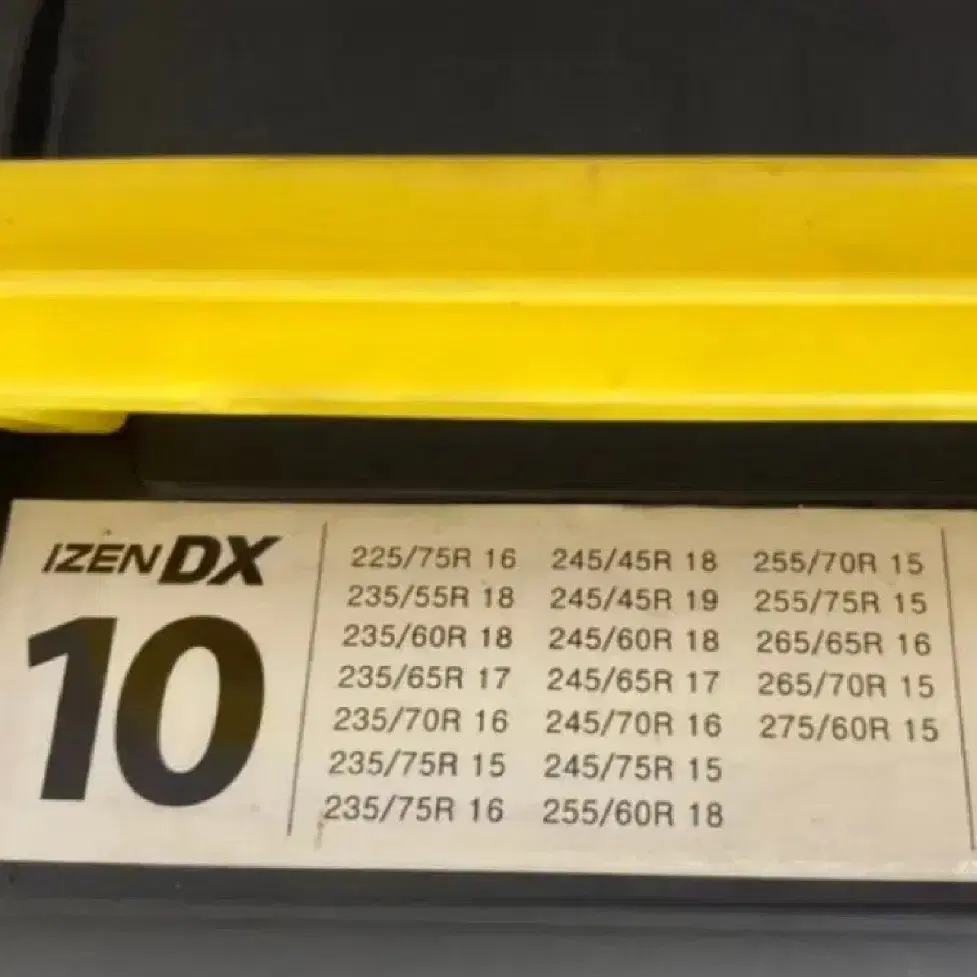 IZEN DX
10
225/75R 16 245/45R 18 255/70R 15
235/55R 18 245/45R 19 255/75R 15
235/60R 18 245/60R 18 265/65R 16
235/65R 17 245/65R 17 265/70R 15
235/70R 16 245/70R 16 275/60R 15
235/75R 15 245/75R 15
235/75R 16 255/60R 18